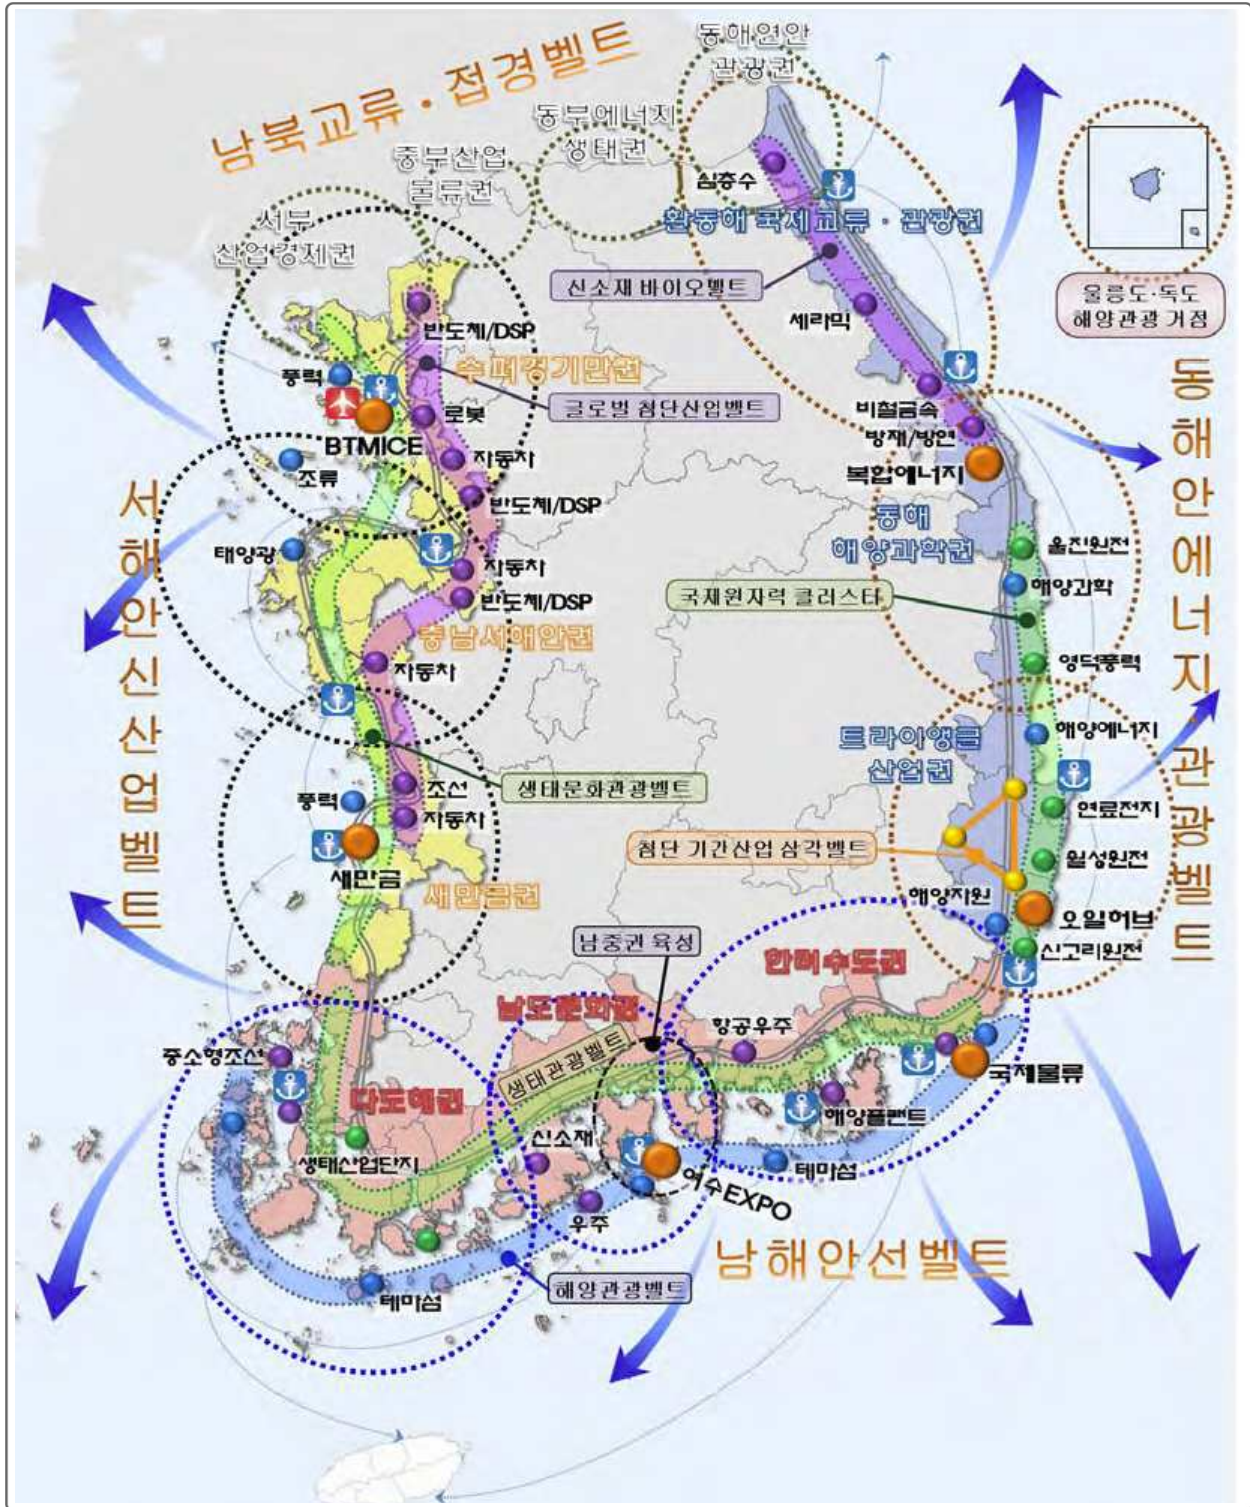 동해연안
관광권
남북교류·접경벨트
동부에너지
생태권
중부산업
물류권
서부
산업경제권
심층수
환동해 국제교류·관광권
신소재 바이오벨트
울릉도·독도
해양관광 거점
세라믹
반도체/DSP
수퍼경기만권
풍력
글로벌 첨단산업벨트
비철금속
로봇
BTMICE
방재/방연
자동차
복합에너지
조류
반도체/DSP
동해
해양과학권
태양광
울진원전
자동차
해양과학
국제원자력 클러스타
반도체/DSP
충남서해안권
자동차
영덕풍력
서해안신산업벨트
동해안에너지·관광벨트
해양에너지
트라이앵글
산업권
조선
생태문화관광벨트
풍력
자동차
현료전지
첨단 기간산업 삼각벨트
월성원전
새만금
새만금권
해양자원
오일허브
신고리원전
남중권 육성
한려수도권
남도문화권
항공우주
중소형조선
생태관광벨트
국제물류
다도해권
해양플랜트
신소재
생태산업단지
테마섬
여수EXPO
우주
남해안선벨트
해양관광벨트
테마섬